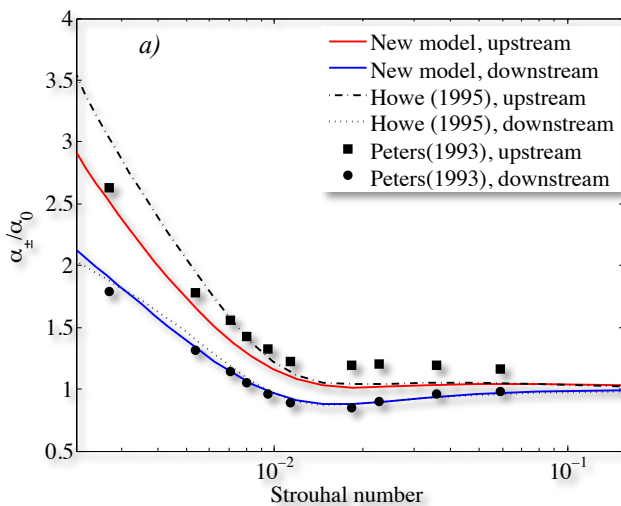 a)
New model, upstream
New model, downstream
Howe (1995), upstream
Howe (1995), downstream
Peters(1993), upstream
Peters(1993), downstream
4
3.5
3
2.5
2
1.5
1
0.5
α±/α0
10^-2
10^-1
Strouhal number